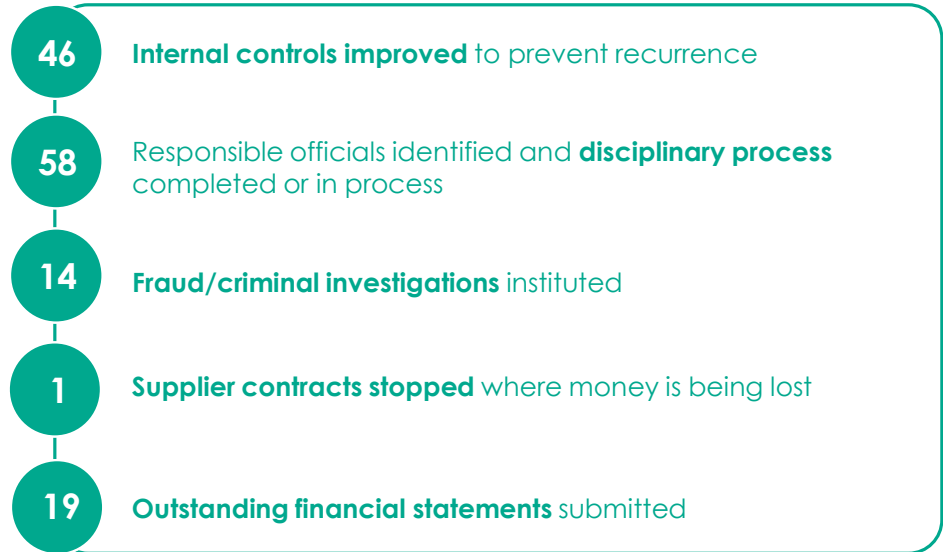 46
Internal controls improved to prevent recurrence
58
Responsible officials identified and disciplinary process
completed or in process
14
Fraud/criminal investigations instituted
1
Supplier contracts stopped where money is being lost
19
Outstanding financial statements submitted